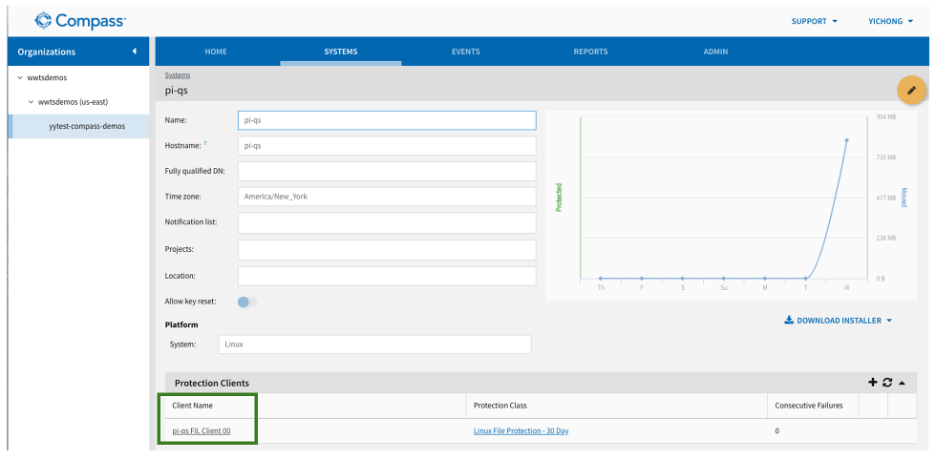 Compass
SUPPORT
YICHONG
Organizations
HOME
SYSTEMS
EVENTS
REPORTS
ADMIN
wwtsdemos
wwtsdemos (us-east)
yytest-compass-demos
Systems
pi-qs
Name:
pi-qs
Hostname: ?
pi-qs
Fully qualified DN:
Time zone:
America/New_York
Notification list:
Projects:
Location:
Allow key reset:
Platform
System:
Linux
Protected
Moved
954 MB
715 MB
477 MB
238 MB
0 B
Th F S Su M T W
DOWNLOAD INSTALLER
Protection Clients
Client Name
Protection Class
Consecutive Failures
pi-qs FIL Client 00
Linux File Protection - 30 Day
0